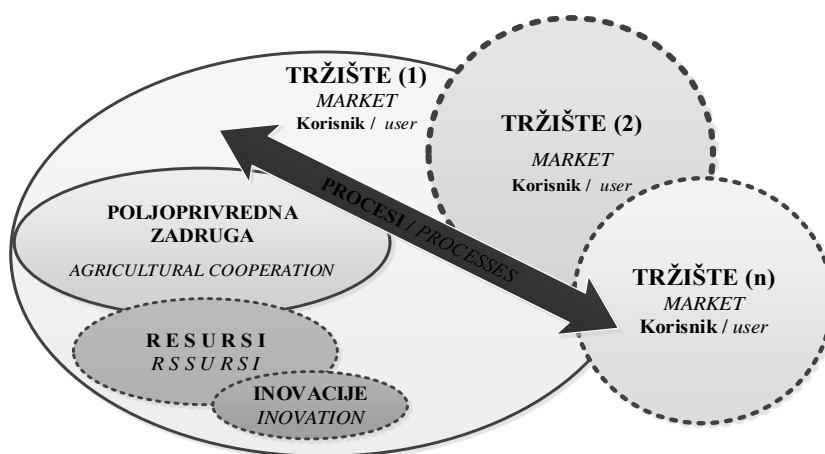 TRŽIŠTE (1)
MARKET
Korisnik / user
TRŽIŠTE (2)
MARKET
Korisnik / user
PROCESI / PROCESSES
POLJOPRIVREDNA
ZADRUGA
AGRICULTURAL COOPERATION
TRŽIŠTE (n)
MARKET
Korisnik / user
R E S U R S I
R S S U R S I
INOVACIJE
INOVATION